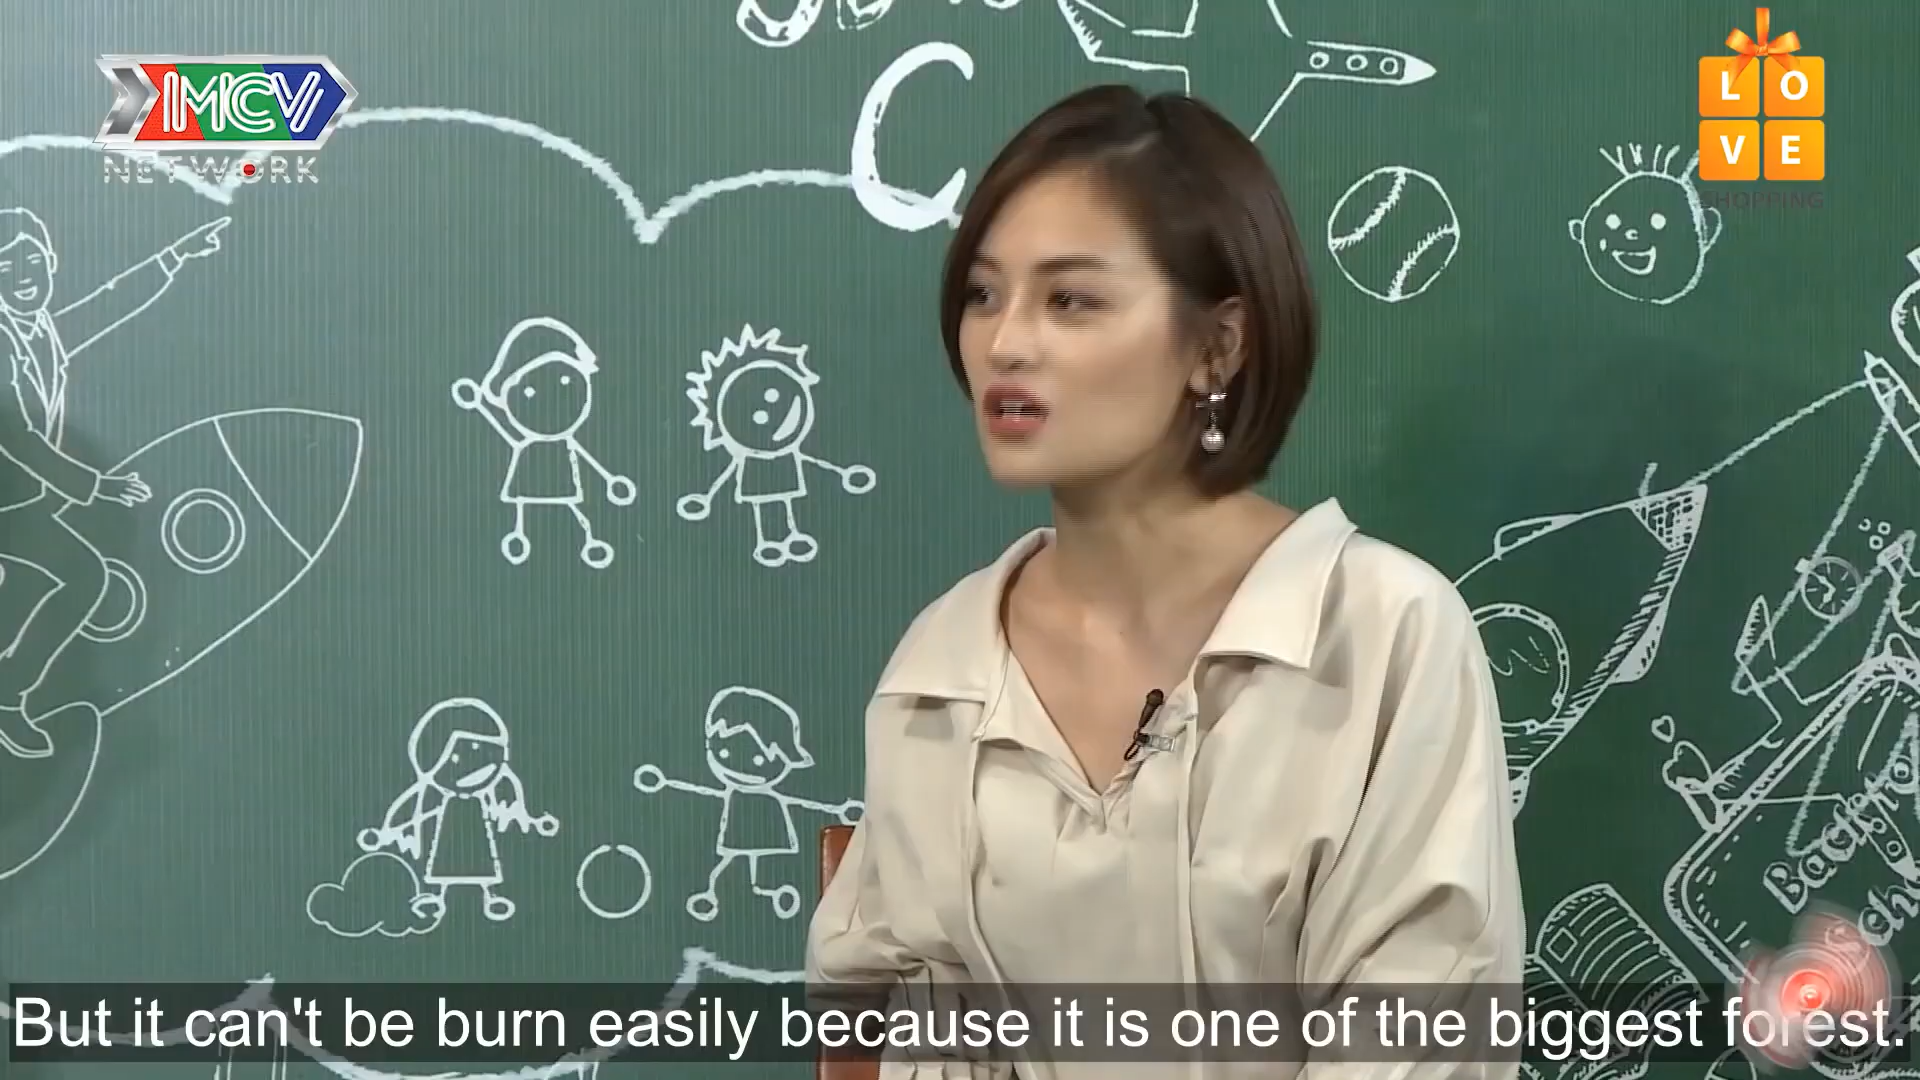 MCV
NETWORK
L O
V E
SHOPPING
C
Back to
But it can't be burn easily because it is one of the biggest forest.